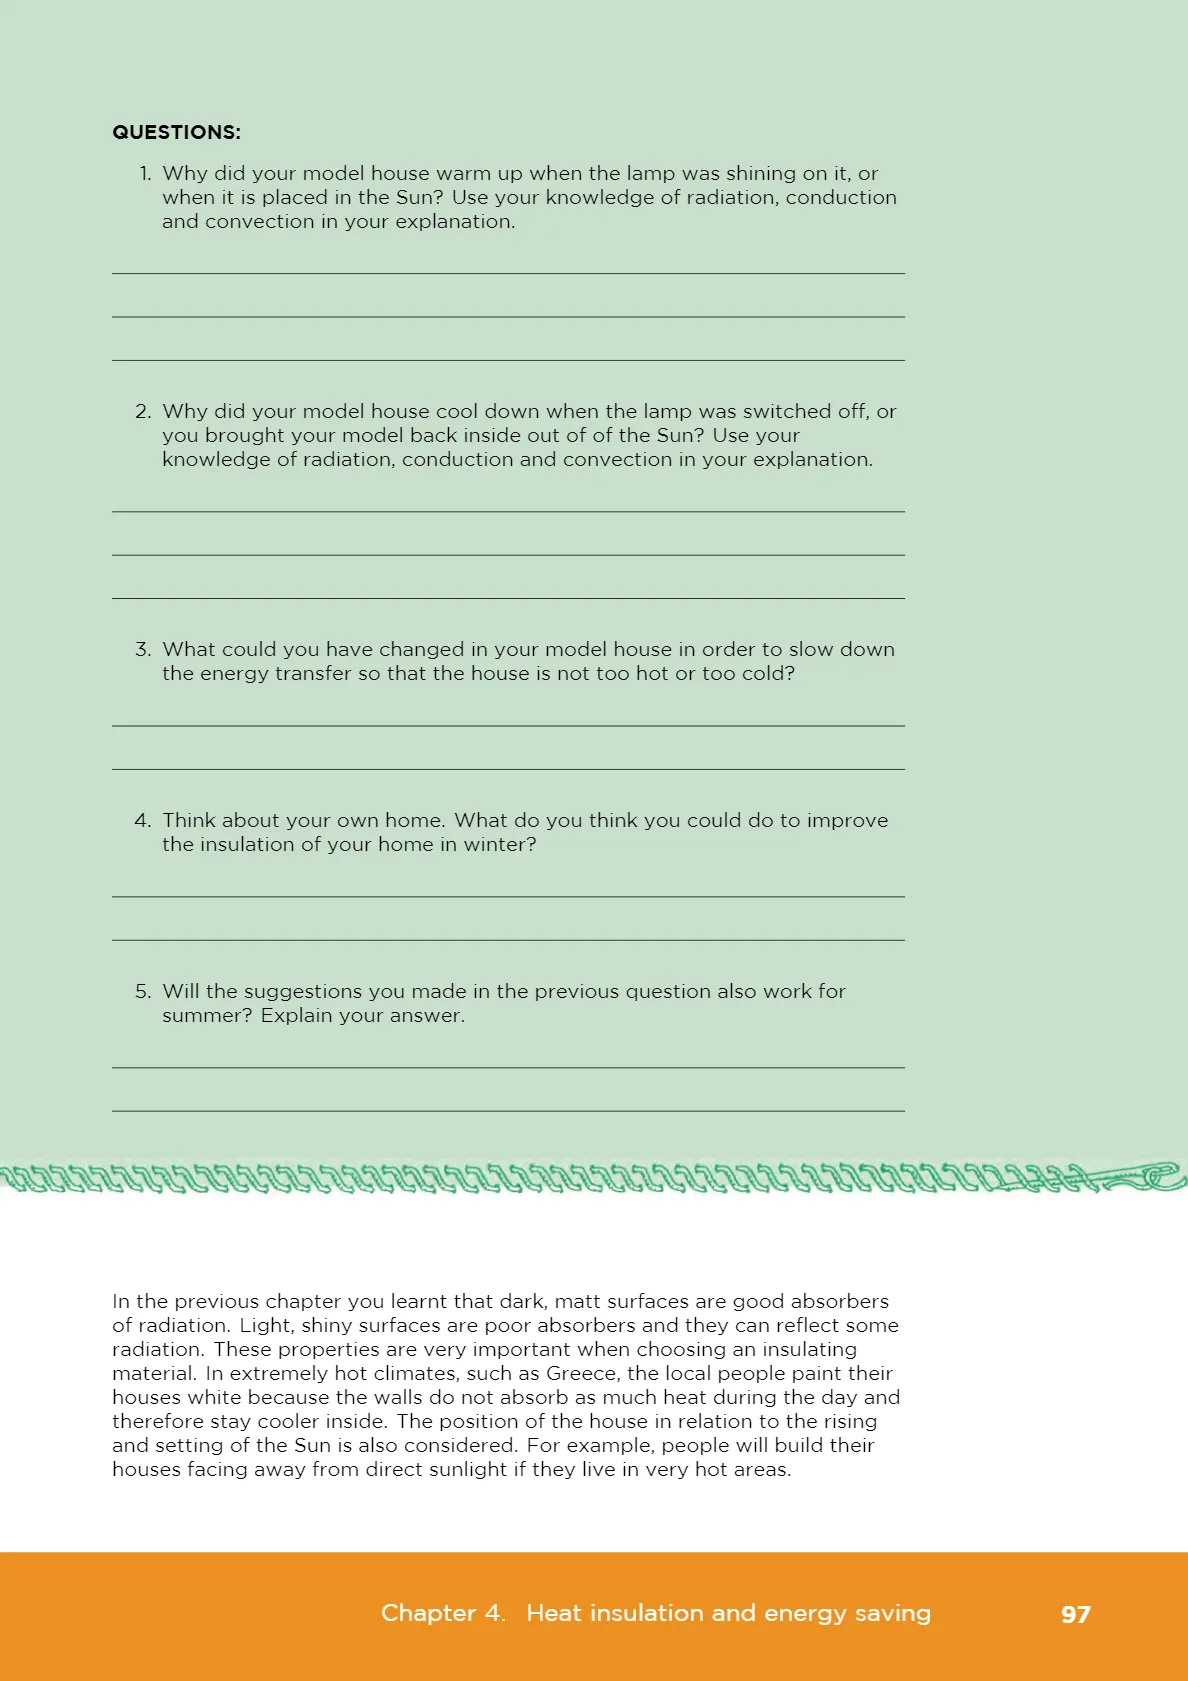 QUESTIONS:
1. Why did your model house warm up when the lamp was shining on it, or
when it is placed in the Sun? Use your knowledge of radiation, conduction
and convection in your explanation.
2. Why did your model house cool down when the lamp was switched off, or
you brought your model back inside out of of the Sun? Use your
knowledge of radiation, conduction and convection in your explanation.
3. What could you have changed in your model house in order to slow down
the energy transfer so that the house is not too hot or too cold?
4. Think about your own home. What do you think you could do to improve
the insulation of your home in winter?
5. Will the suggestions you made in the previous question also work for
summer? Explain your answer.
In the previous chapter you learnt that dark, matt surfaces are good absorbers
of radiation. Light, shiny surfaces are poor absorbers and they can reflect some
radiation. These properties are very important when choosing an insulating
material. In extremely hot climates, such as Greece, the local people paint their
houses white because the walls do not absorb as much heat during the day and
therefore stay cooler inside. The position of the house in relation to the rising
and setting of the Sun is also considered. For example, people will build their
houses facing away from direct sunlight if they live in very hot areas.
Chapter 4. Heat insulation and energy saving 97